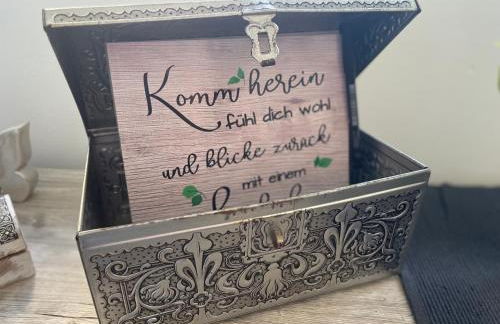 Komm herein
fühl dich wohl
und blicke zurück
mit einem